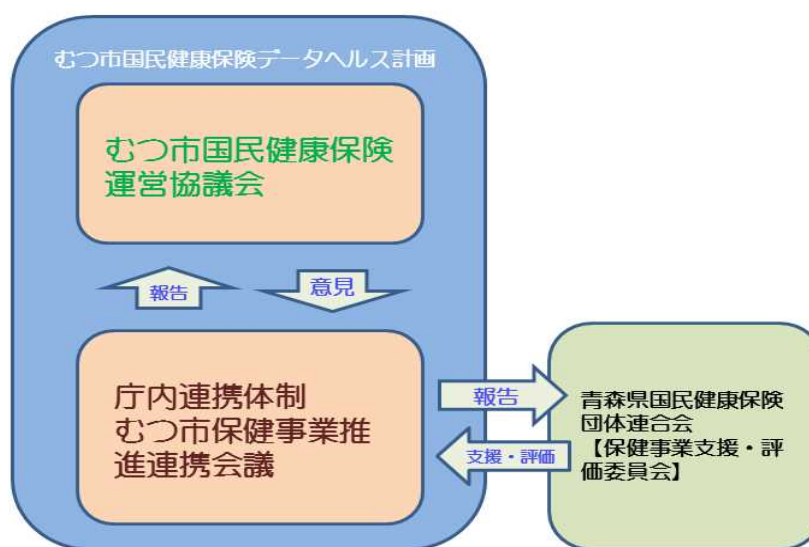 むつ市国民健康保険データヘルス計画
むつ市国民健康保険
運営協議会
報告
意見
庁内連携体制
むつ市保健事業推
進連携会議
報告
支援・評価
青森県国民健康保険
団体連合会
【保健事業支援・評
価委員会】